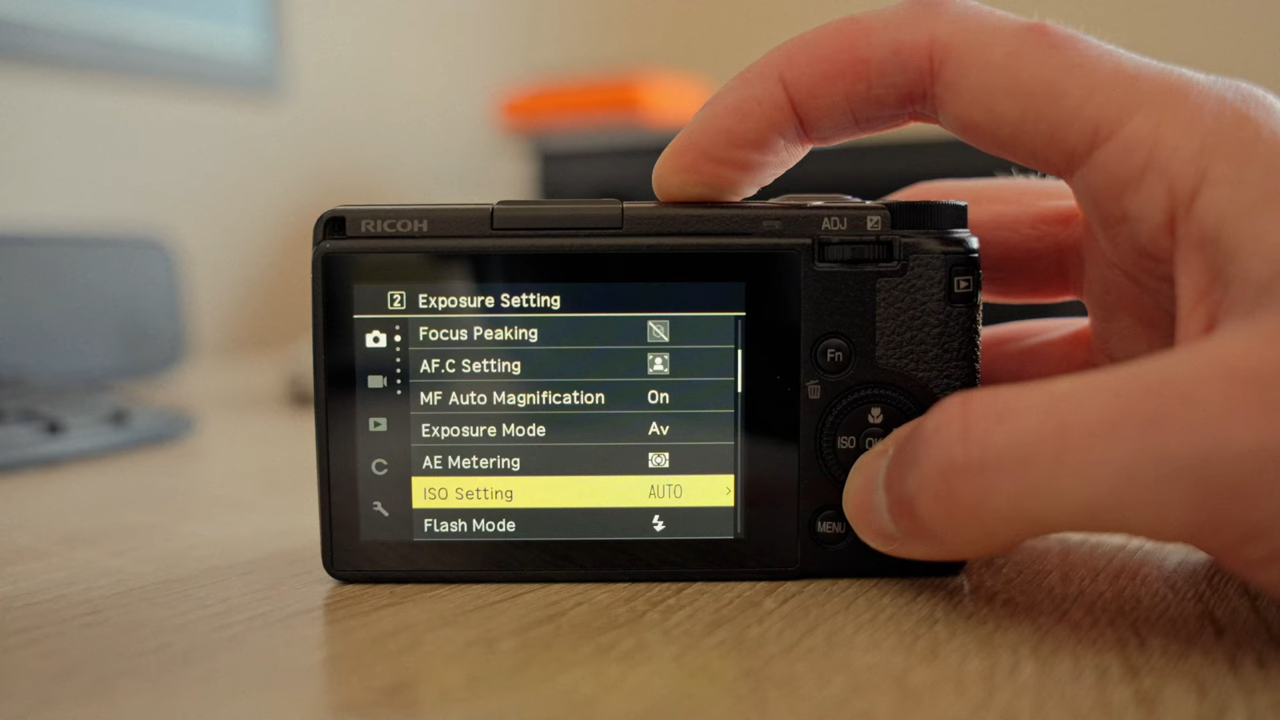 RICOH
ADJ
2 Exposure Setting
Focus Peaking
AF.C Setting
MF Auto Magnification On
Exposure Mode Av
AE Metering
ISO Setting AUTO >
Flash Mode
C
Fn
ISO
MENU